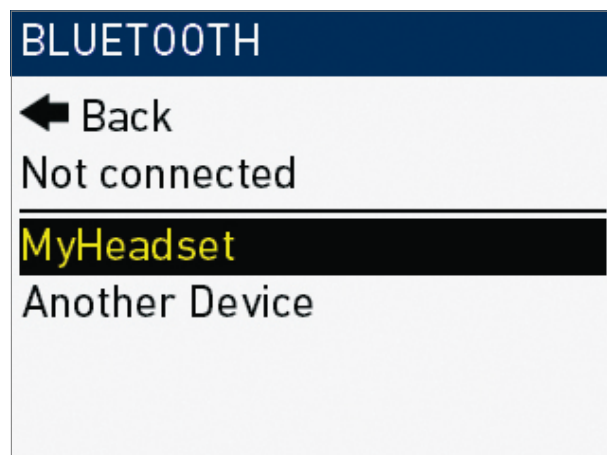 BLUETOOTH
Back
Not connected
MyHeadset
Another Device